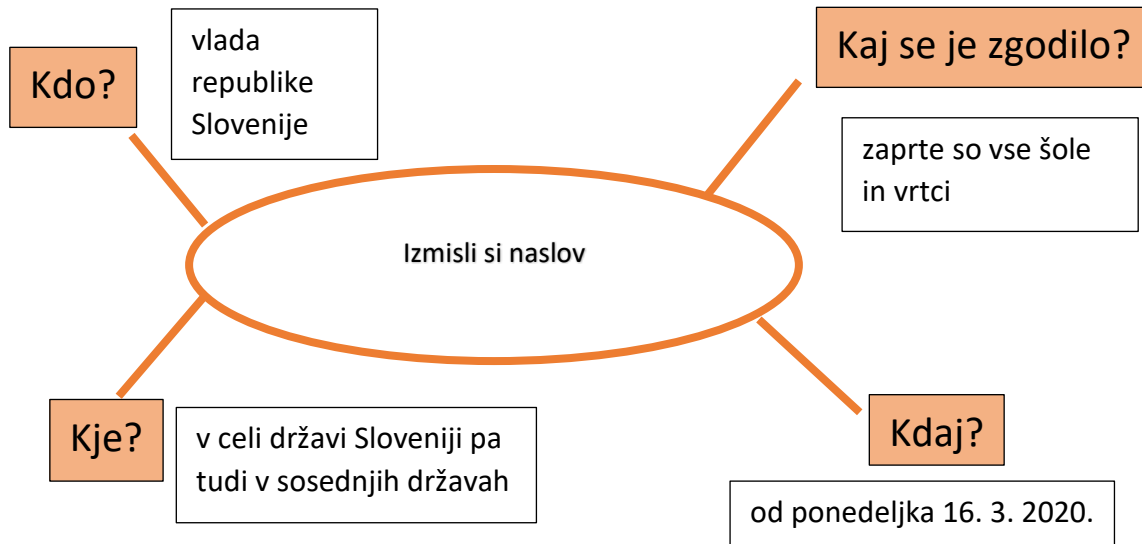 Kdo?
vlada
republike
Slovenije
Kaj se je zgodilo?
zaprte so vse šole
in vrtci
Izmisli si naslov
Kje?
v celi državi Sloveniji pa
tudi v sosednjih državah
Kdaj?
od ponedeljka 16. 3. 2020.